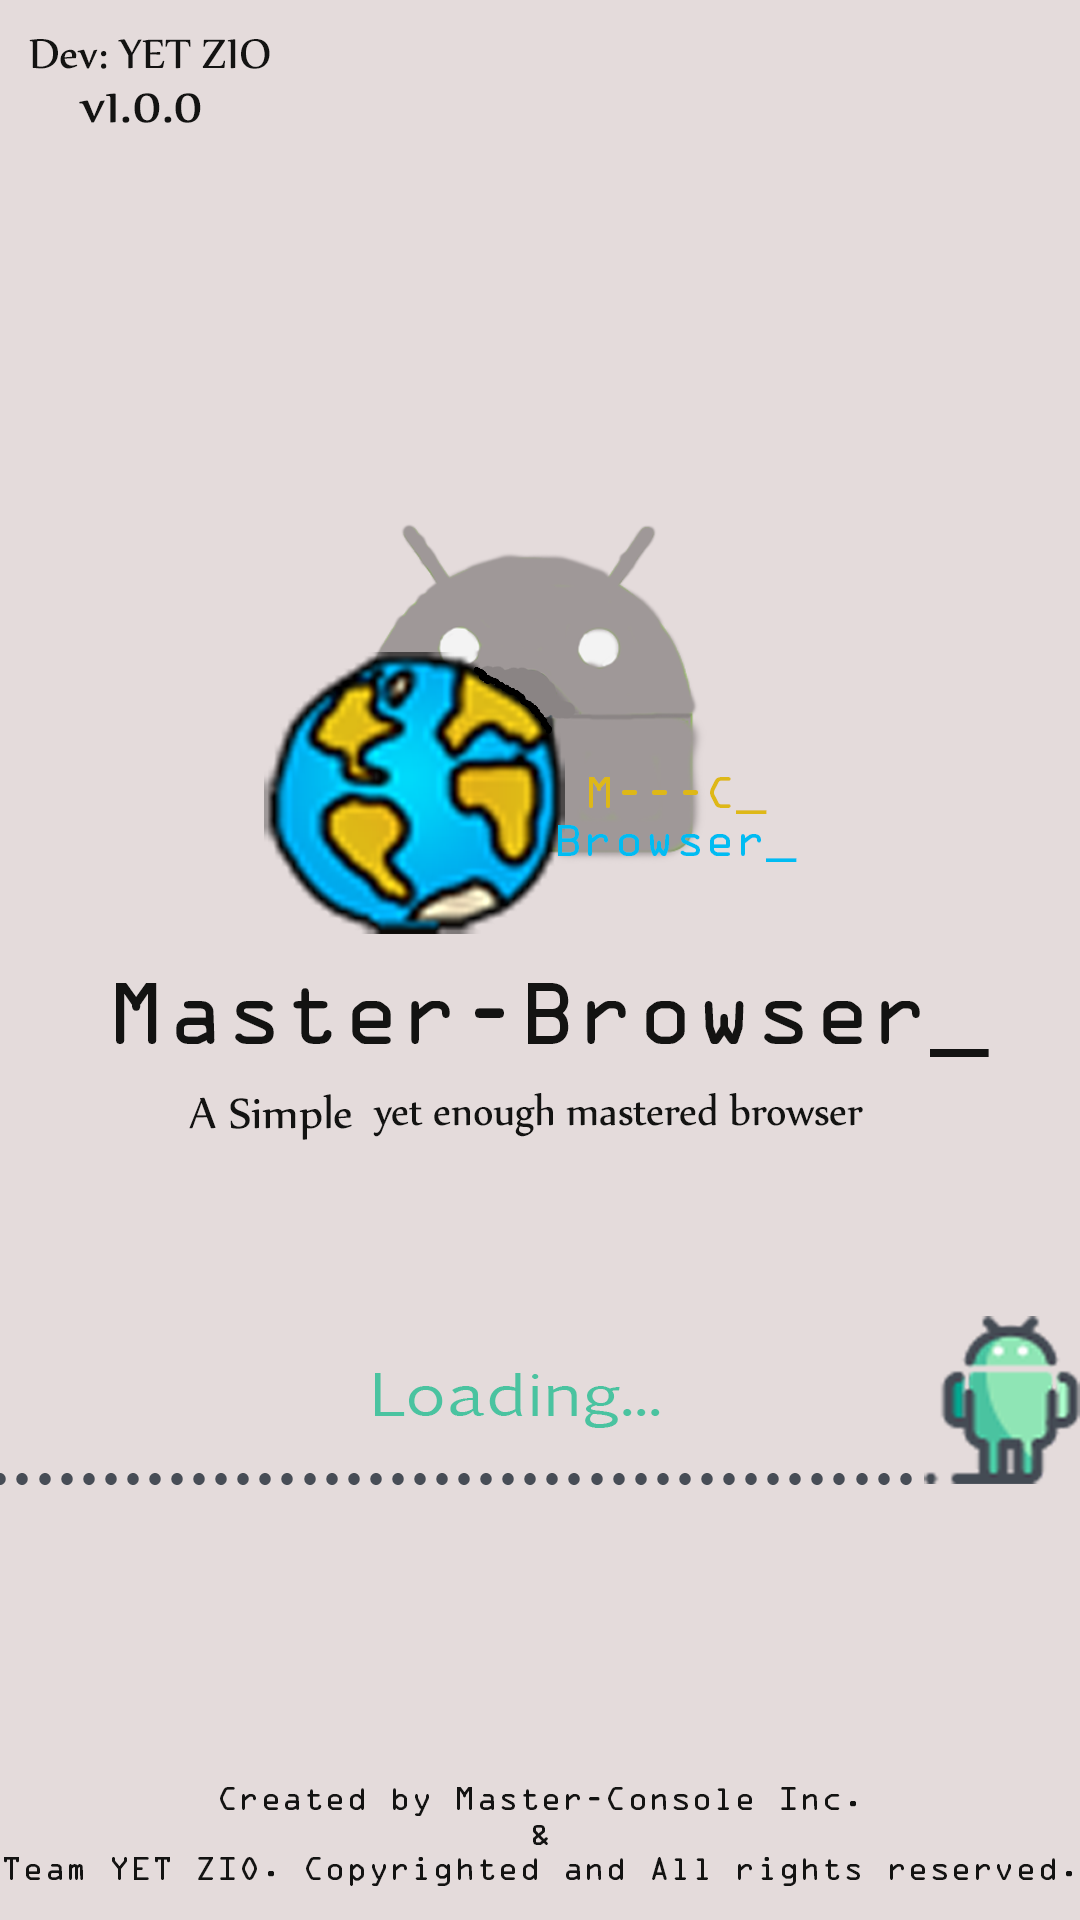 Dev: YET ZIO
v1.0.0
M---C_
Browser_
Master-Browser_
A Simple yet enough mastered browser
Loading...
Created by Master-Console Inc.
&
Team YET ZIO. Copyrighted and All rights reserved.